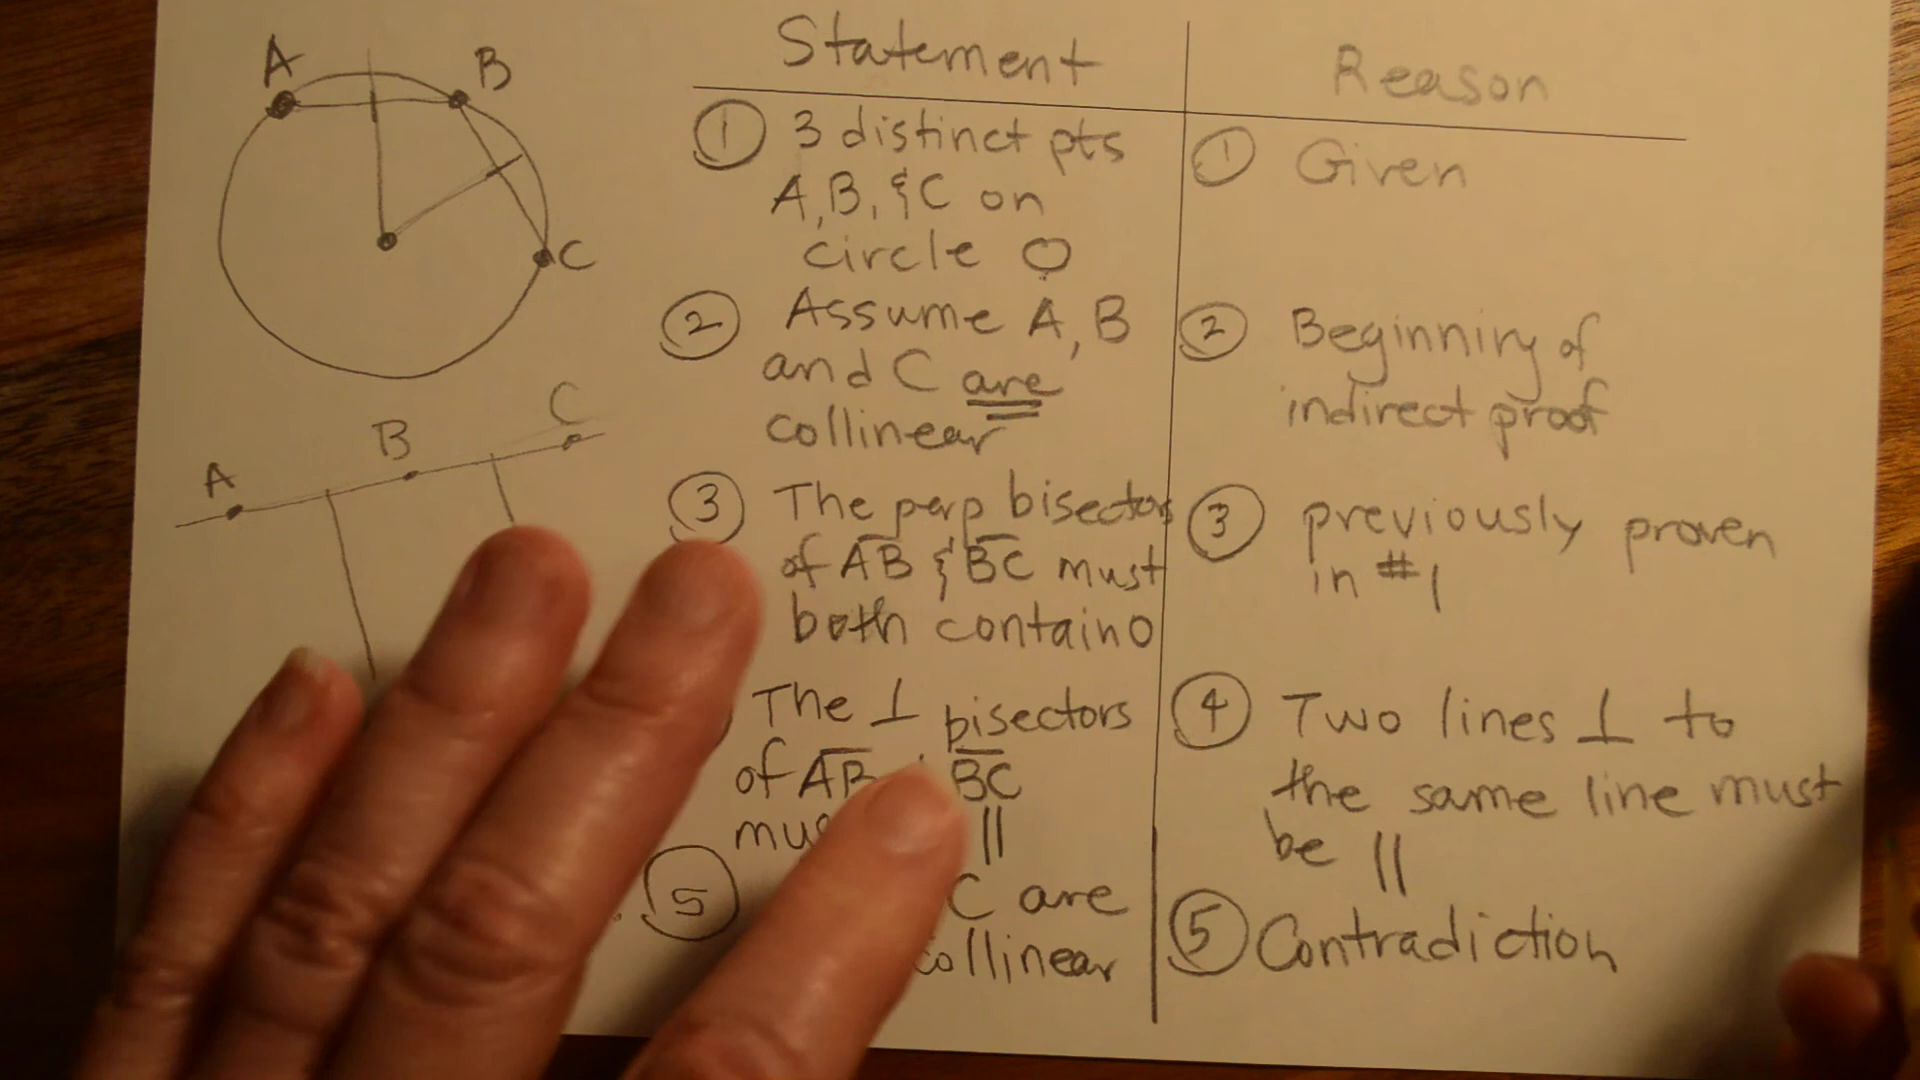 A
B
C
A
B
C
Statement
Reason
① 3 distinct pts
A, B, & C on
circle O
① Given
② Assume A, B
and C are
collinear
② Beginning of
indirect proof
③ The perp bisectors
of AB & BC must
both contain O
③ previously proven
in #1
The ⊥ bisectors
of AB BC
||
④ Two lines ⊥ to
the same line must
be ||
⑤ C are
collinear
⑤ Contradiction